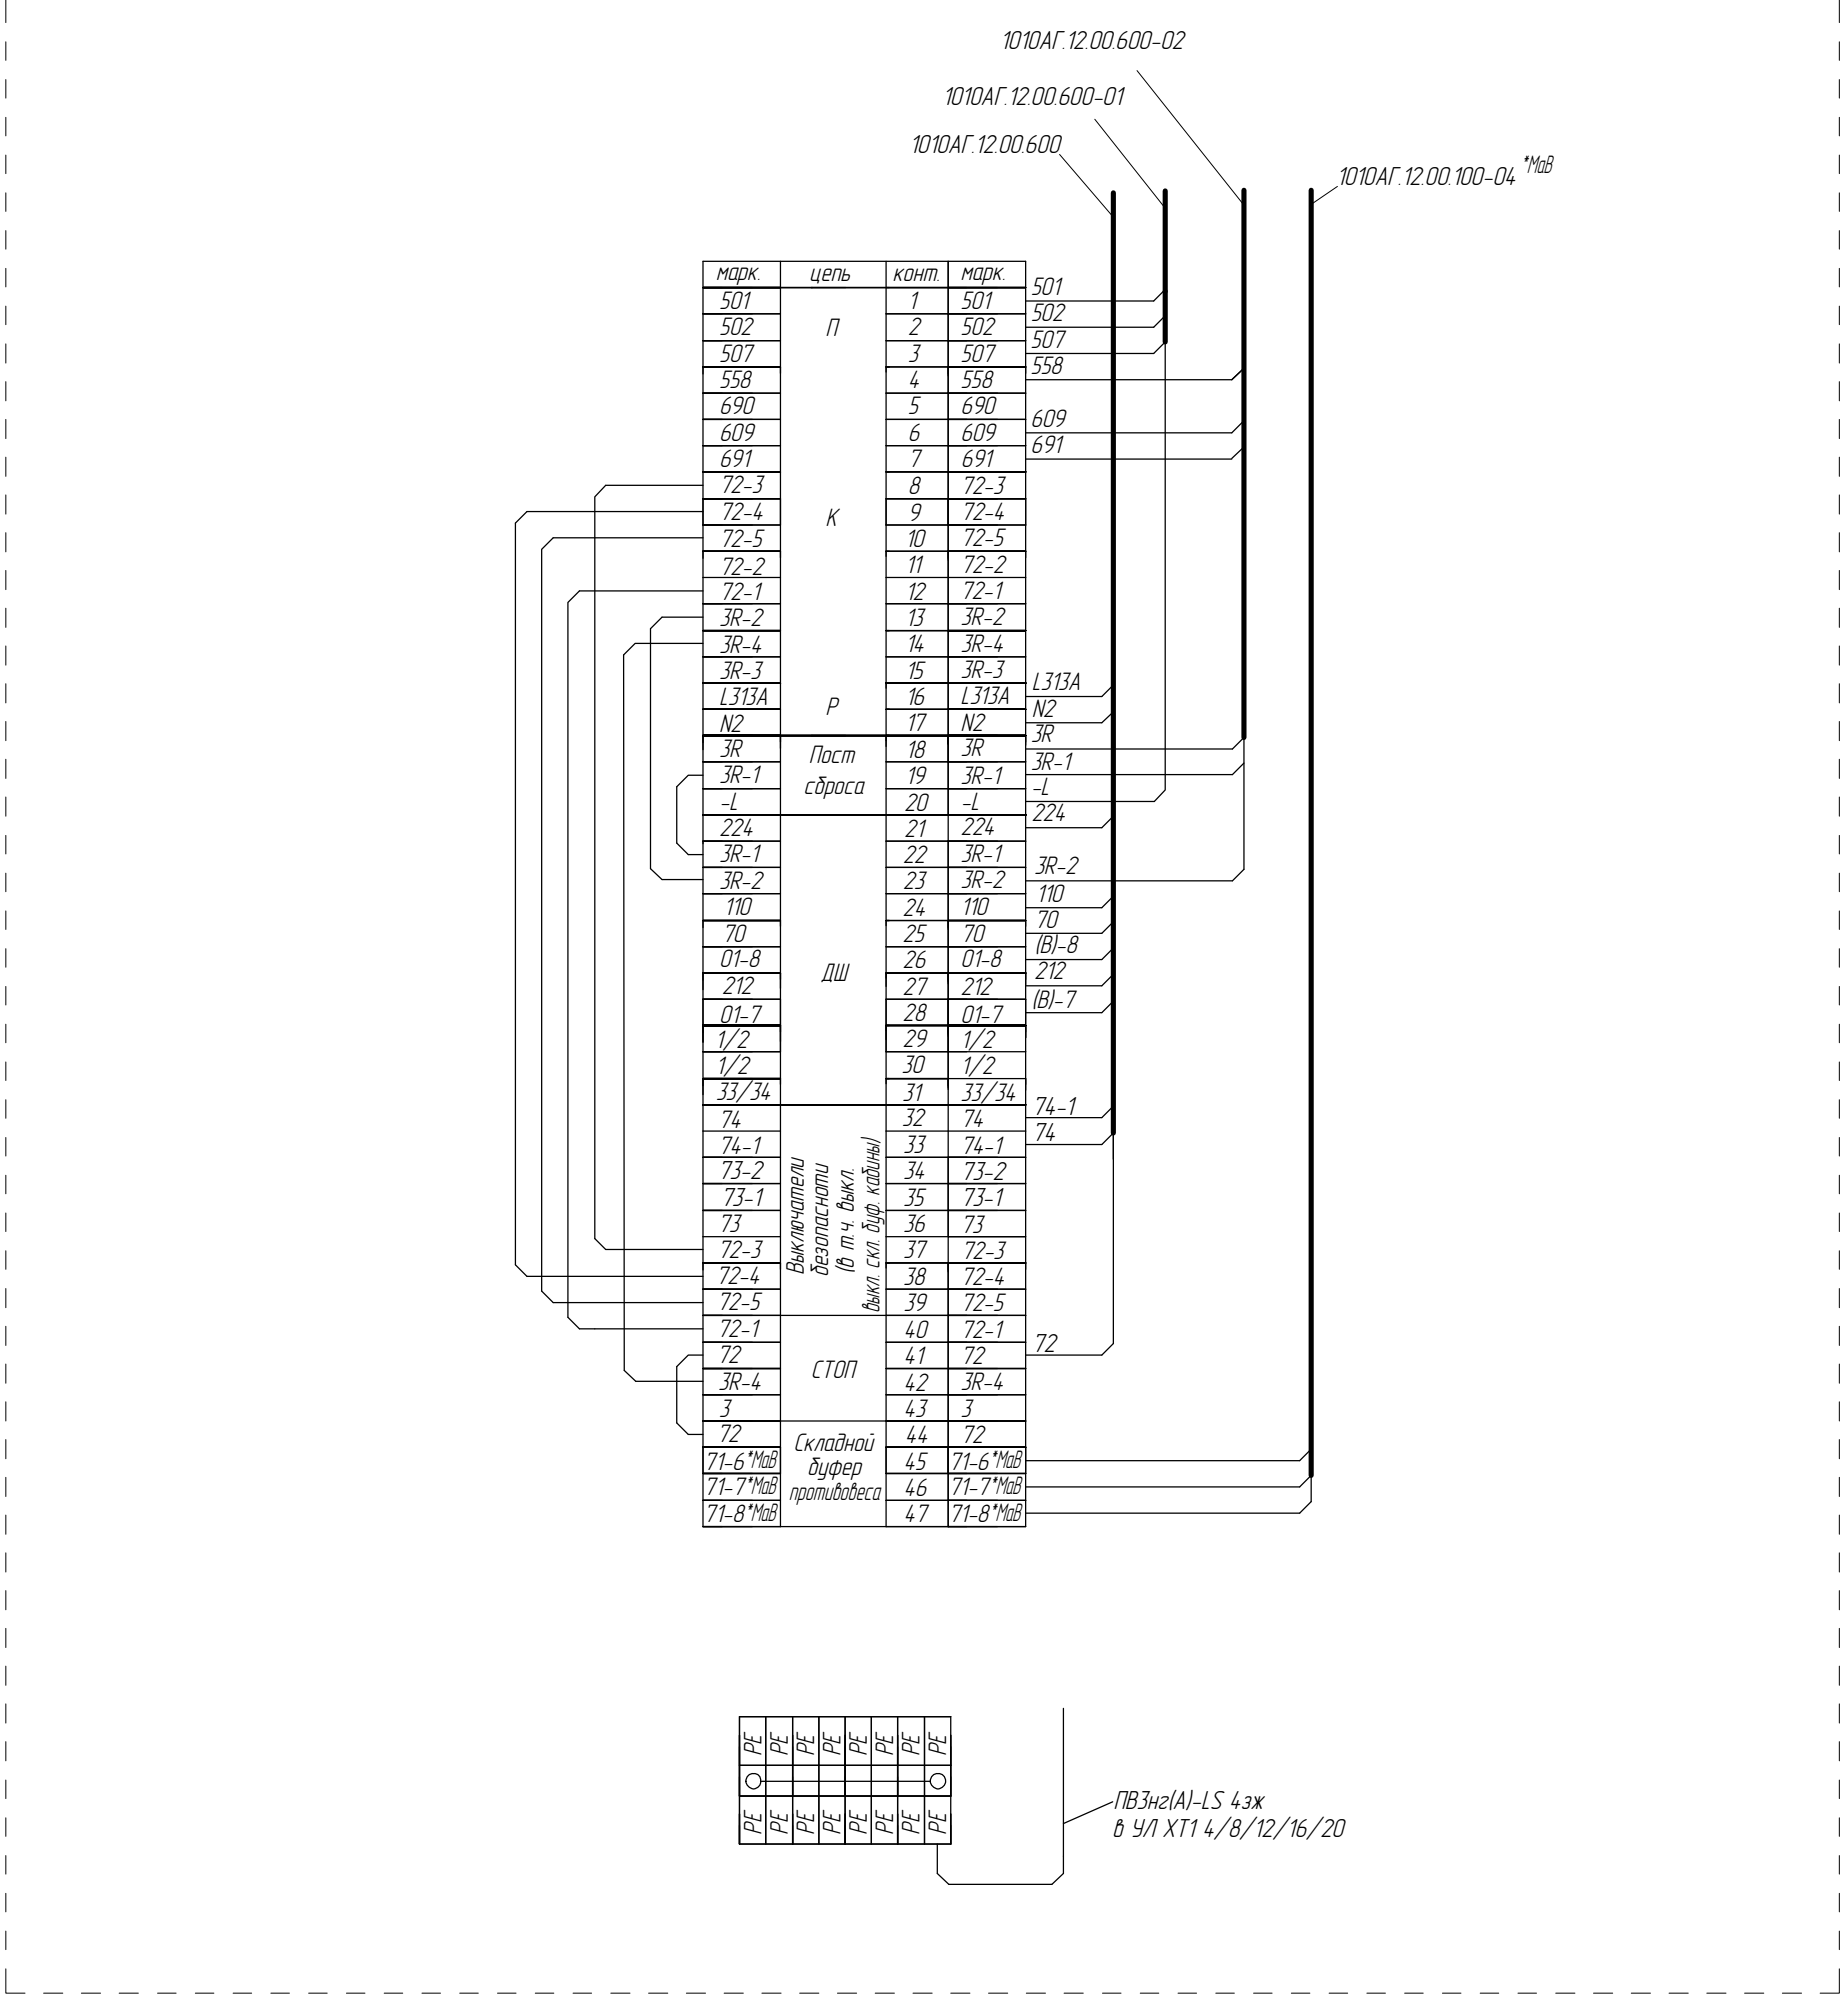 1010АГ.12.00.600-02
1010АГ.12.00.600-01
1010АГ.12.00.600
1010АГ.12.00.100-04 *МаВ
марк. цепь конт. марк.
501 1 501 501
502 П 2 502 502
507 3 507 507
558 4 558 558
690 5 690
609 6 609 609
691 7 691 691
72-3 8 72-3
72-4 К 9 72-4
72-5 10 72-5
72-2 11 72-2
72-1 12 72-1
3R-2 13 3R-2
3R-4 14 3R-4
3R-3 15 3R-3
L313A 16 L313A L313A
N2 Р 17 N2 N2
3R Пост 18 3R 3R
3R-1 сброса 19 3R-1 3R-1
-L 20 -L -L
224 21 224 224
3R-1 22 3R-1
3R-2 23 3R-2 3R-2
110 24 110 110
70 25 70 70
01-8 ДШ 26 01-8 (В)-8
212 27 212 212
01-7 28 01-7 (В)-7
1/2 29 1/2
1/2 30 1/2
33/34 31 33/34
74 32 74 74-1
74-1 33 74-1 74
73-2 34 73-2
73-1 35 73-1
73 36 73
72-3 37 72-3
72-4 38 72-4
72-5 39 72-5
Выключатели
безопасноти
(в т.ч. выкл.
выкл. скл. буф. кабины)
72-1 40 72-1
72 41 72 72
3R-4 СТОП 42 3R-4
3 43 3
72 Складной 44 72
71-6*МаВ буфер 45 71-6*МаВ
71-7*МаВ противовеса 46 71-7*МаВ
71-8*МаВ 47 71-8*МаВ
PE PE PE PE PE PE PE PE
PE PE PE PE PE PE PE PE
ПВ3нг(А)-LS 4зж
в УЛ ХТ1 4/8/12/16/20